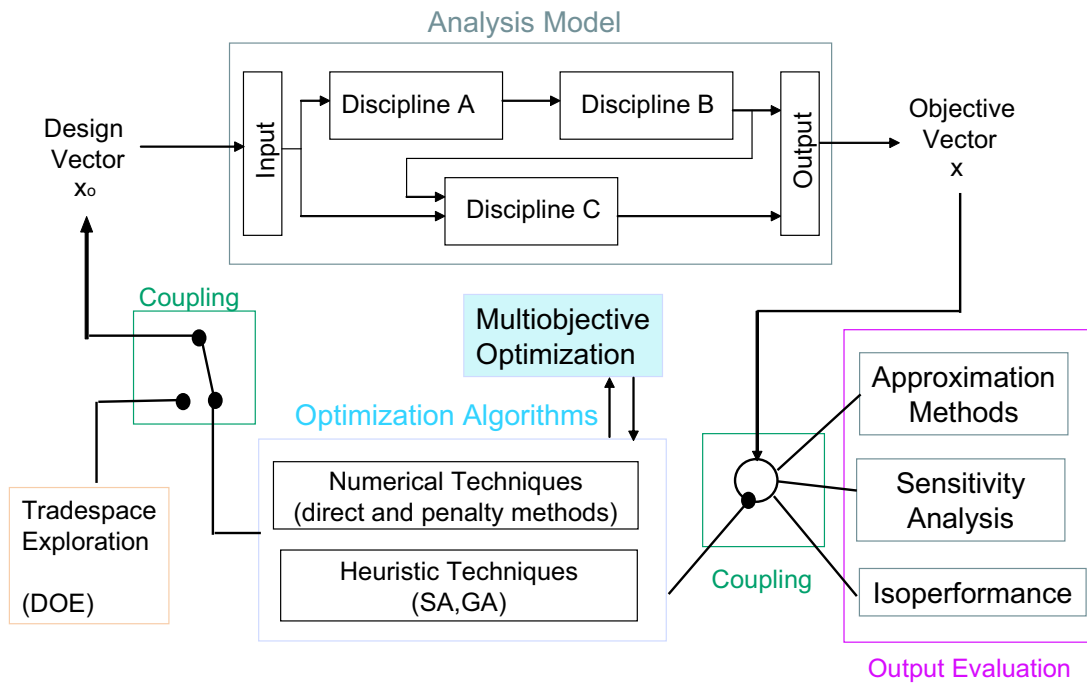 Analysis Model
Input
Discipline A
Discipline B
Discipline C
Output
Design
Vector
xo
Objective
Vector
x
Coupling
Multiobjective
Optimization
Optimization Algorithms
Tradespace
Exploration
(DOE)
Numerical Techniques
(direct and penalty methods)
Heuristic Techniques
(SA,GA)
Coupling
Approximation
Methods
Sensitivity
Analysis
Isoperformance
Output Evaluation